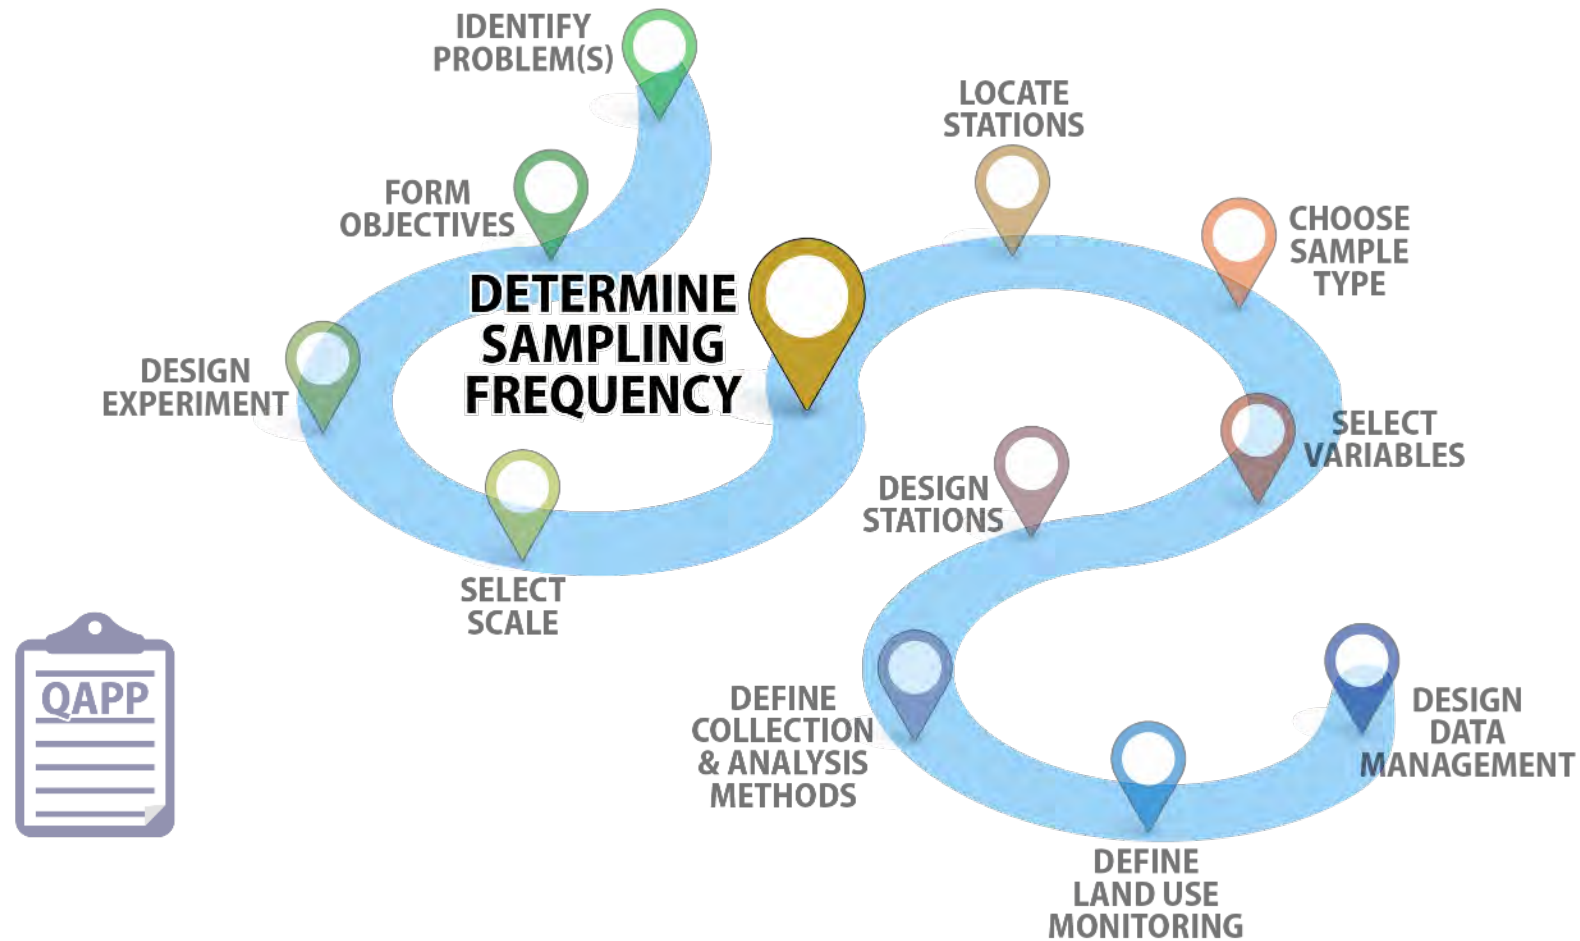 IDENTIFY
PROBLEM(S)
FORM
OBJECTIVES
DESIGN
EXPERIMENT
SELECT
SCALE
DETERMINE
SAMPLING
FREQUENCY
LOCATE
STATIONS
CHOOSE
SAMPLE
TYPE
SELECT
VARIABLES
DESIGN
STATIONS
DEFINE
COLLECTION
& ANALYSIS
METHODS
DEFINE
LAND USE
MONITORING
DESIGN
DATA
MANAGEMENT
QAPP